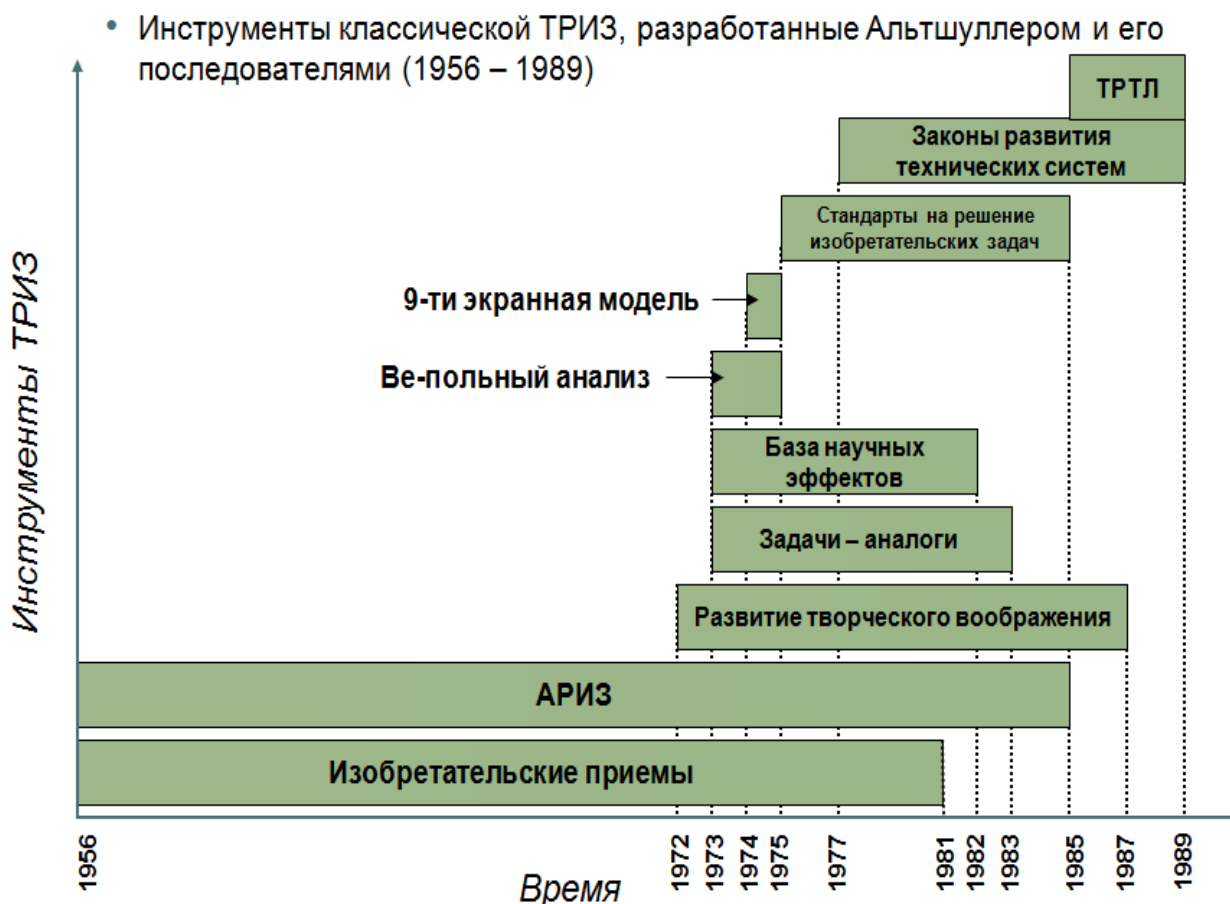 • Инструменты классической ТРИЗ, разработанные Альтшуллером и его
последователями (1956 – 1989)
ТРТЛ
Законы развития
технических систем
Стандарты на решение
изобретательских задач
9-ти экранная модель
Ве-польный анализ
База научных
эффектов
Задачи – аналоги
Развитие творческого воображения
АРИЗ
Изобретательские приемы
Инструменты ТРИЗ
1956
1972
1973
1974
1975
1977
1981
1982
1983
1985
1987
1989
Время